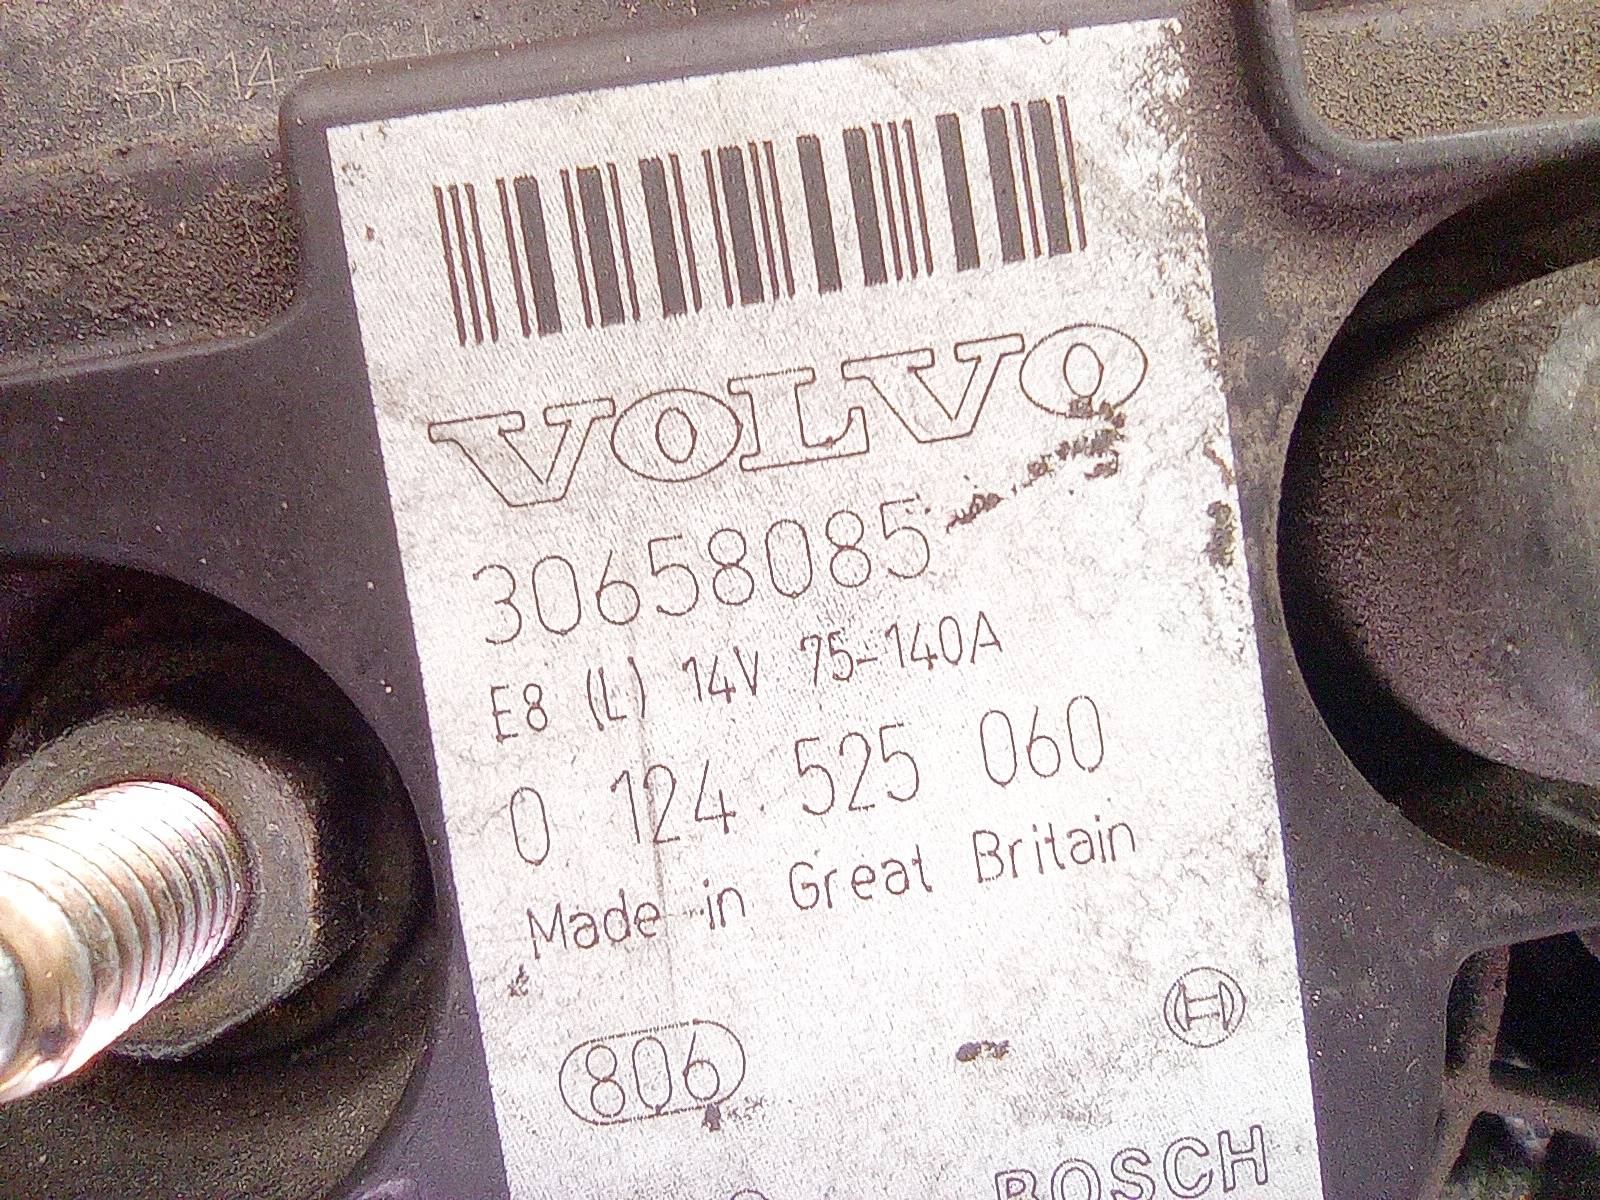 VOLVO
30658085
E8 (L) 14V 75-140A
0 124 525 060
Made in Great Britain
806
BOSCH